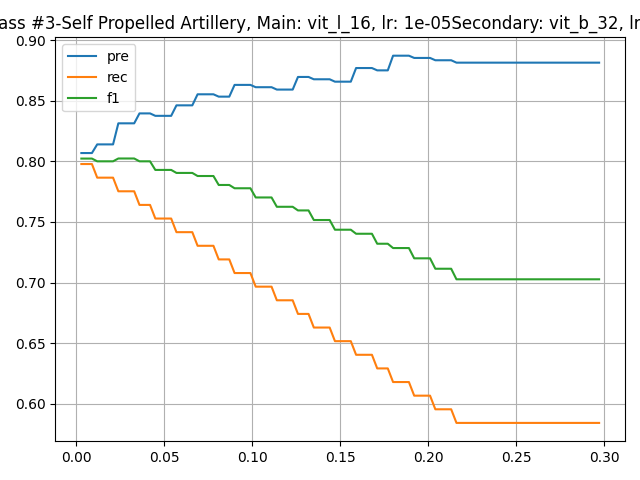 ass #3-Self Propelled Artillery, Main: vit_l_16, lr: 1e-05Secondary: vit_b_32, lr
pre
rec
f1
0.90
0.85
0.80
0.75
0.70
0.65
0.60
0.00 0.05 0.10 0.15 0.20 0.25 0.30